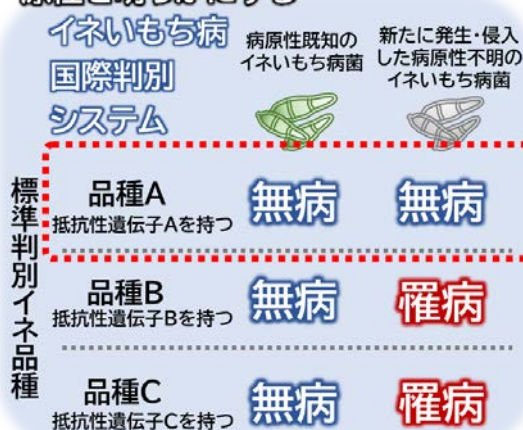 イネいもち病
国際判別
システム
病原性既知の
イネいもち病菌
新たに発生・侵入
した病原性不明の
イネいもち病菌
標準判別イネ品種
品種A
抵抗性遺伝子Aを持つ
無病
無病
品種B
抵抗性遺伝子Bを持つ
無病
罹病
品種C
抵抗性遺伝子Cを持つ
無病
罹病